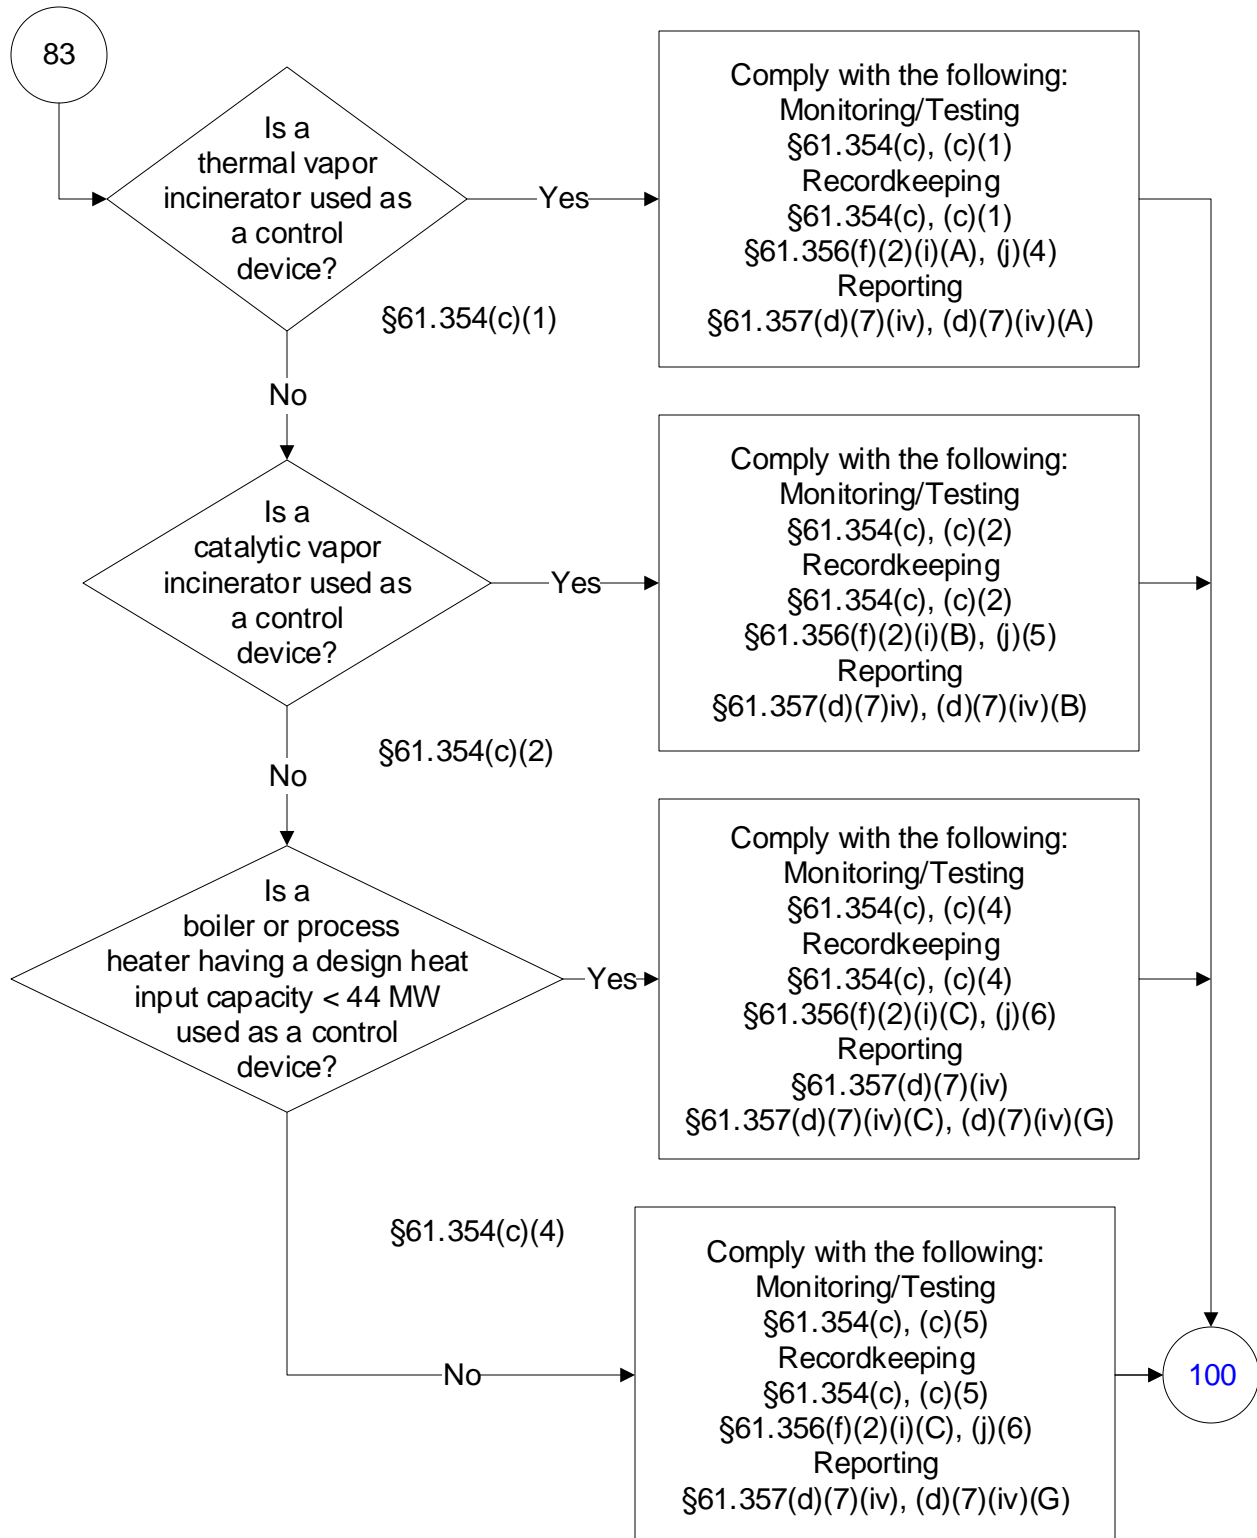 83
Is a
thermal vapor
incinerator used as
a control
device?
Yes
Comply with the following:
Monitoring/Testing
§61.354(c), (c)(1)
Recordkeeping
§61.354(c), (c)(1)
§61.356(f)(2)(i)(A), (j)(4)
Reporting
§61.357(d)(7)(iv), (d)(7)(iv)(A)
§61.354(c)(1)
No
Is a
catalytic vapor
incinerator used as
a control
device?
Yes
Comply with the following:
Monitoring/Testing
§61.354(c), (c)(2)
Recordkeeping
§61.354(c), (c)(2)
§61.356(f)(2)(i)(B), (j)(5)
Reporting
§61.357(d)(7)iv), (d)(7)(iv)(B)
§61.354(c)(2)
No
Is a
boiler or process
heater having a design heat
input capacity < 44 MW
used as a control
device?
Yes
Comply with the following:
Monitoring/Testing
§61.354(c), (c)(4)
Recordkeeping
§61.354(c), (c)(4)
§61.356(f)(2)(i)(C), (j)(6)
Reporting
§61.357(d)(7)(iv)
§61.357(d)(7)(iv)(C), (d)(7)(iv)(G)
§61.354(c)(4)
No
Comply with the following:
Monitoring/Testing
§61.354(c), (c)(5)
Recordkeeping
§61.354(c), (c)(5)
§61.356(f)(2)(i)(C), (j)(6)
Reporting
§61.357(d)(7)(iv), (d)(7)(iv)(G)
100